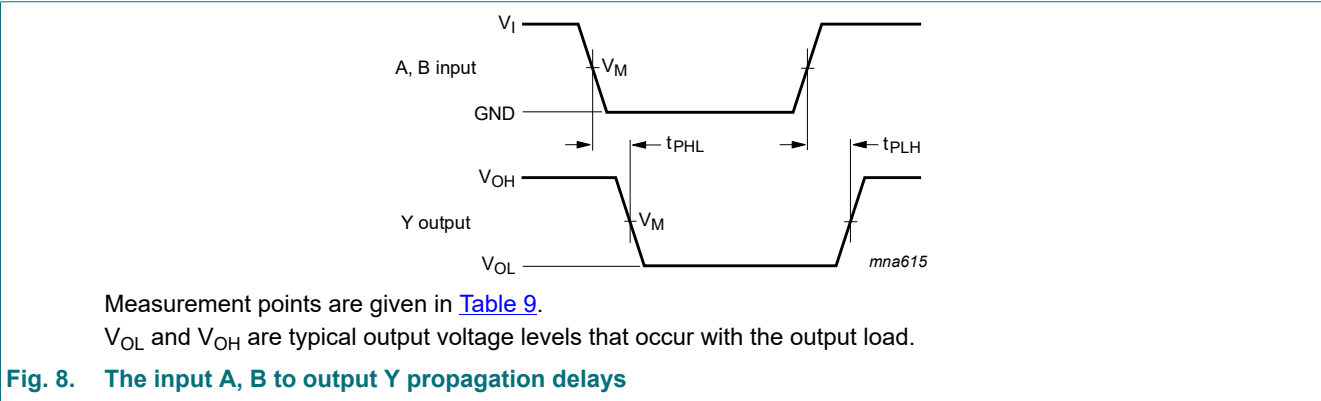 VI
A, B input
VM
GND
tPHL
tPLH
VOH
Y output
VM
VOL
mna615
Measurement points are given in Table 9.
VOL and VOH are typical output voltage levels that occur with the output load.
Fig. 8. The input A, B to output Y propagation delays